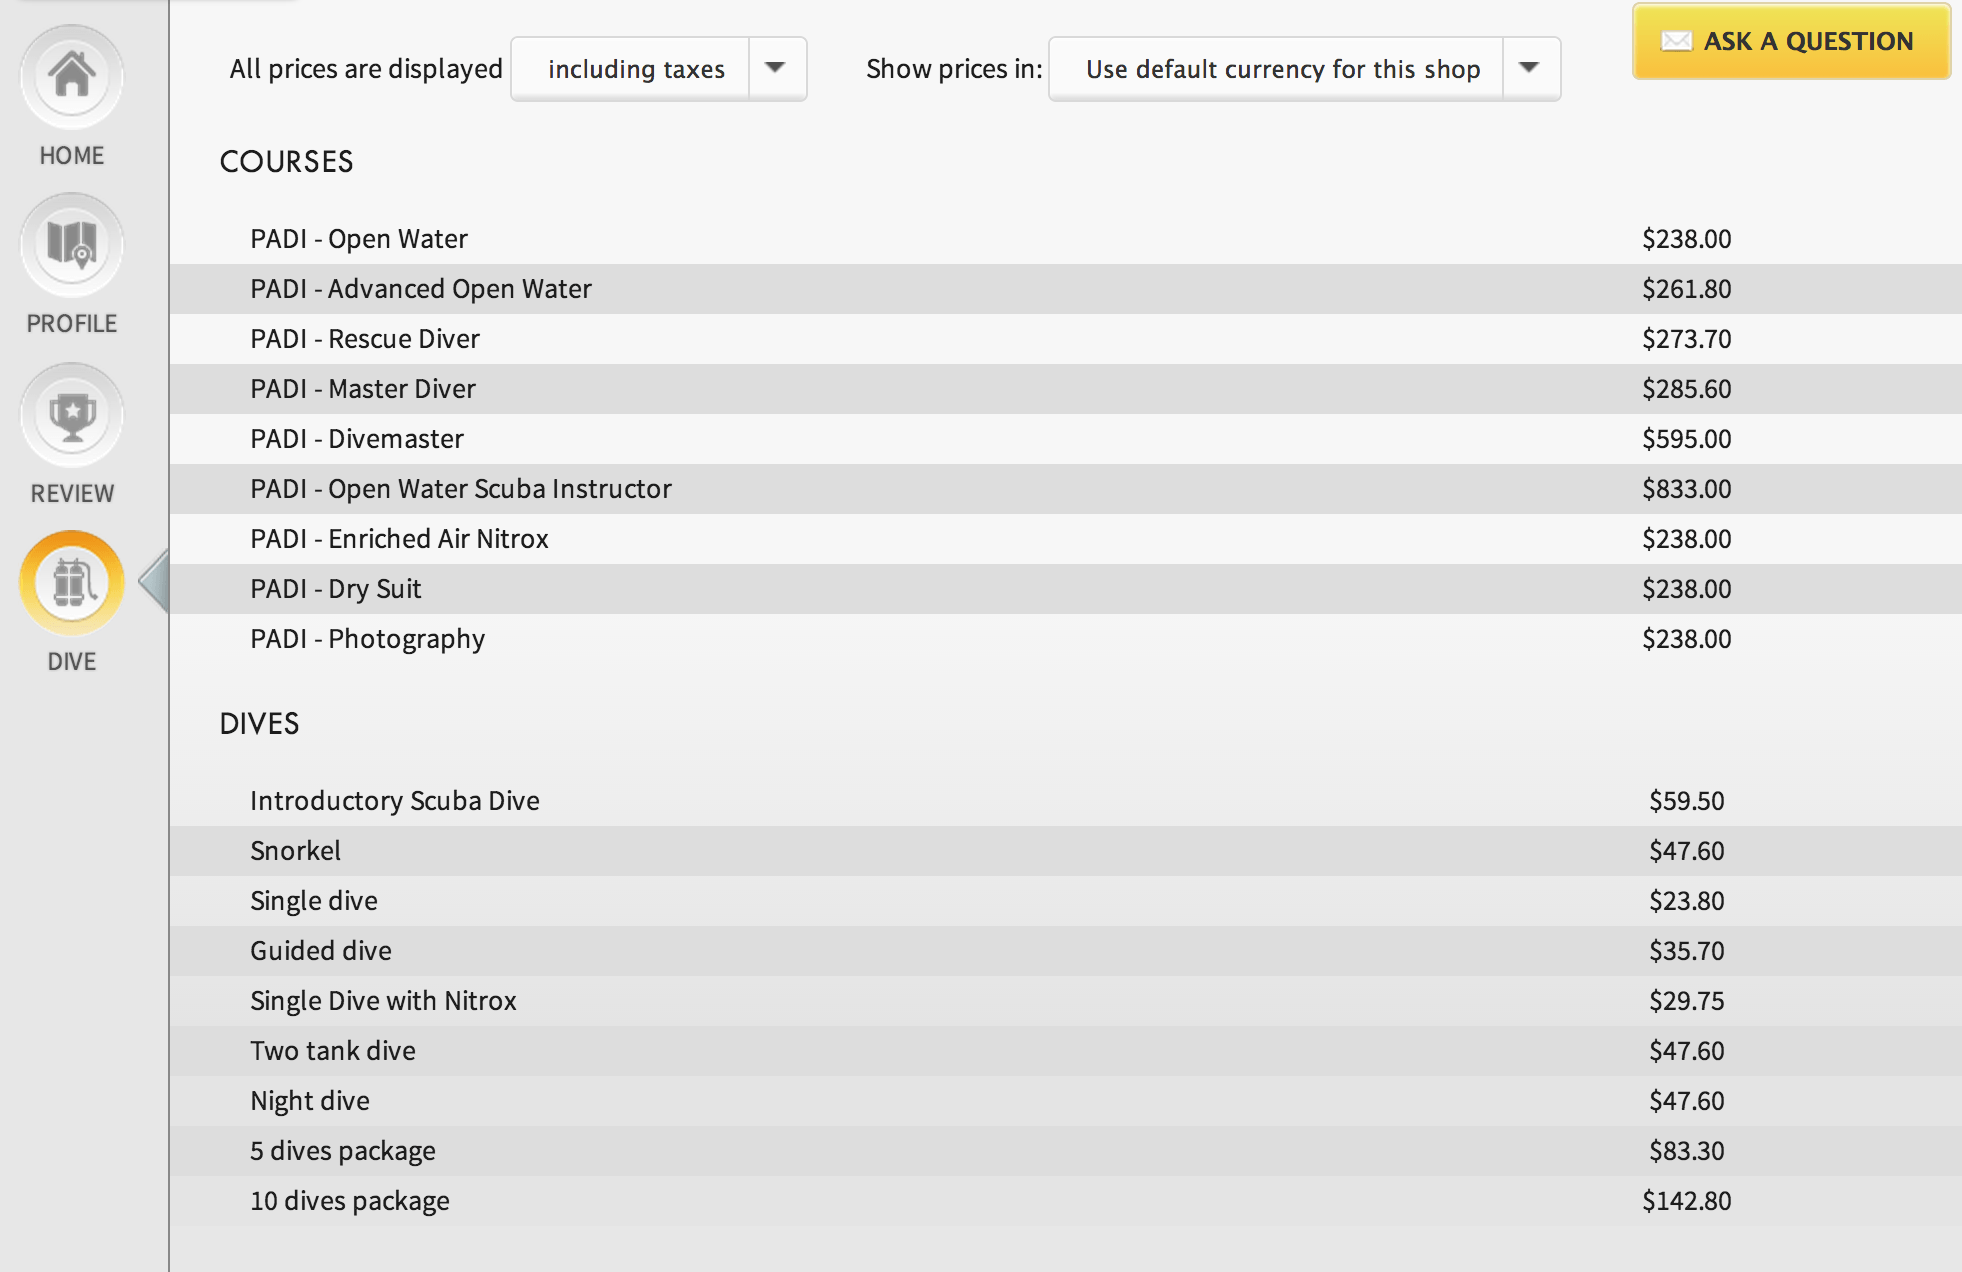 All prices are displayed including taxes Show prices in: Use default currency for this shop ASK A QUESTION
HOME
PROFILE
REVIEW
DIVE
COURSES
PADI - Open Water $238.00
PADI - Advanced Open Water $261.80
PADI - Rescue Diver $273.70
PADI - Master Diver $285.60
PADI - Divemaster $595.00
PADI - Open Water Scuba Instructor $833.00
PADI - Enriched Air Nitrox $238.00
PADI - Dry Suit $238.00
PADI - Photography $238.00
DIVES
Introductory Scuba Dive $59.50
Snorkel $47.60
Single dive $23.80
Guided dive $35.70
Single Dive with Nitrox $29.75
Two tank dive $47.60
Night dive $47.60
5 dives package $83.30
10 dives package $142.80